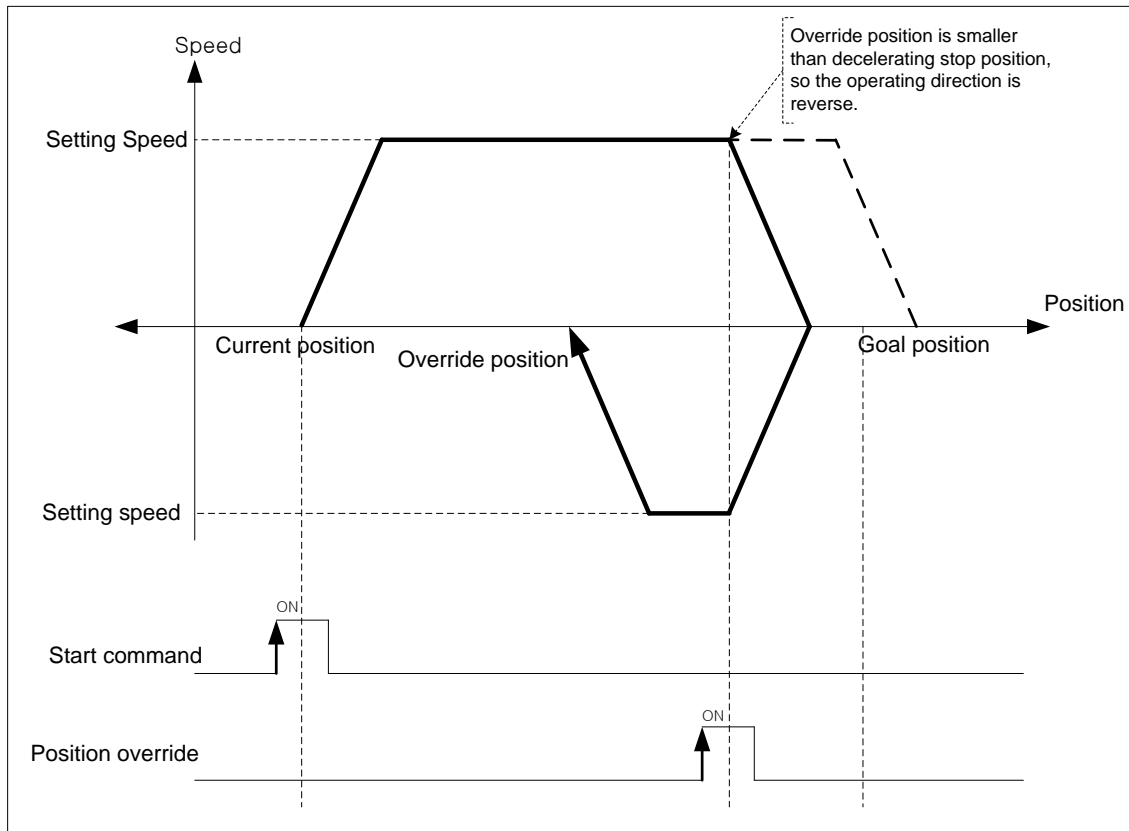 Speed
Override position is smaller
than decelerating stop position,
so the operating direction is
reverse.
Setting Speed
Position
Current position
Override position
Goal position
Setting speed
ON
Start command
ON
Position override